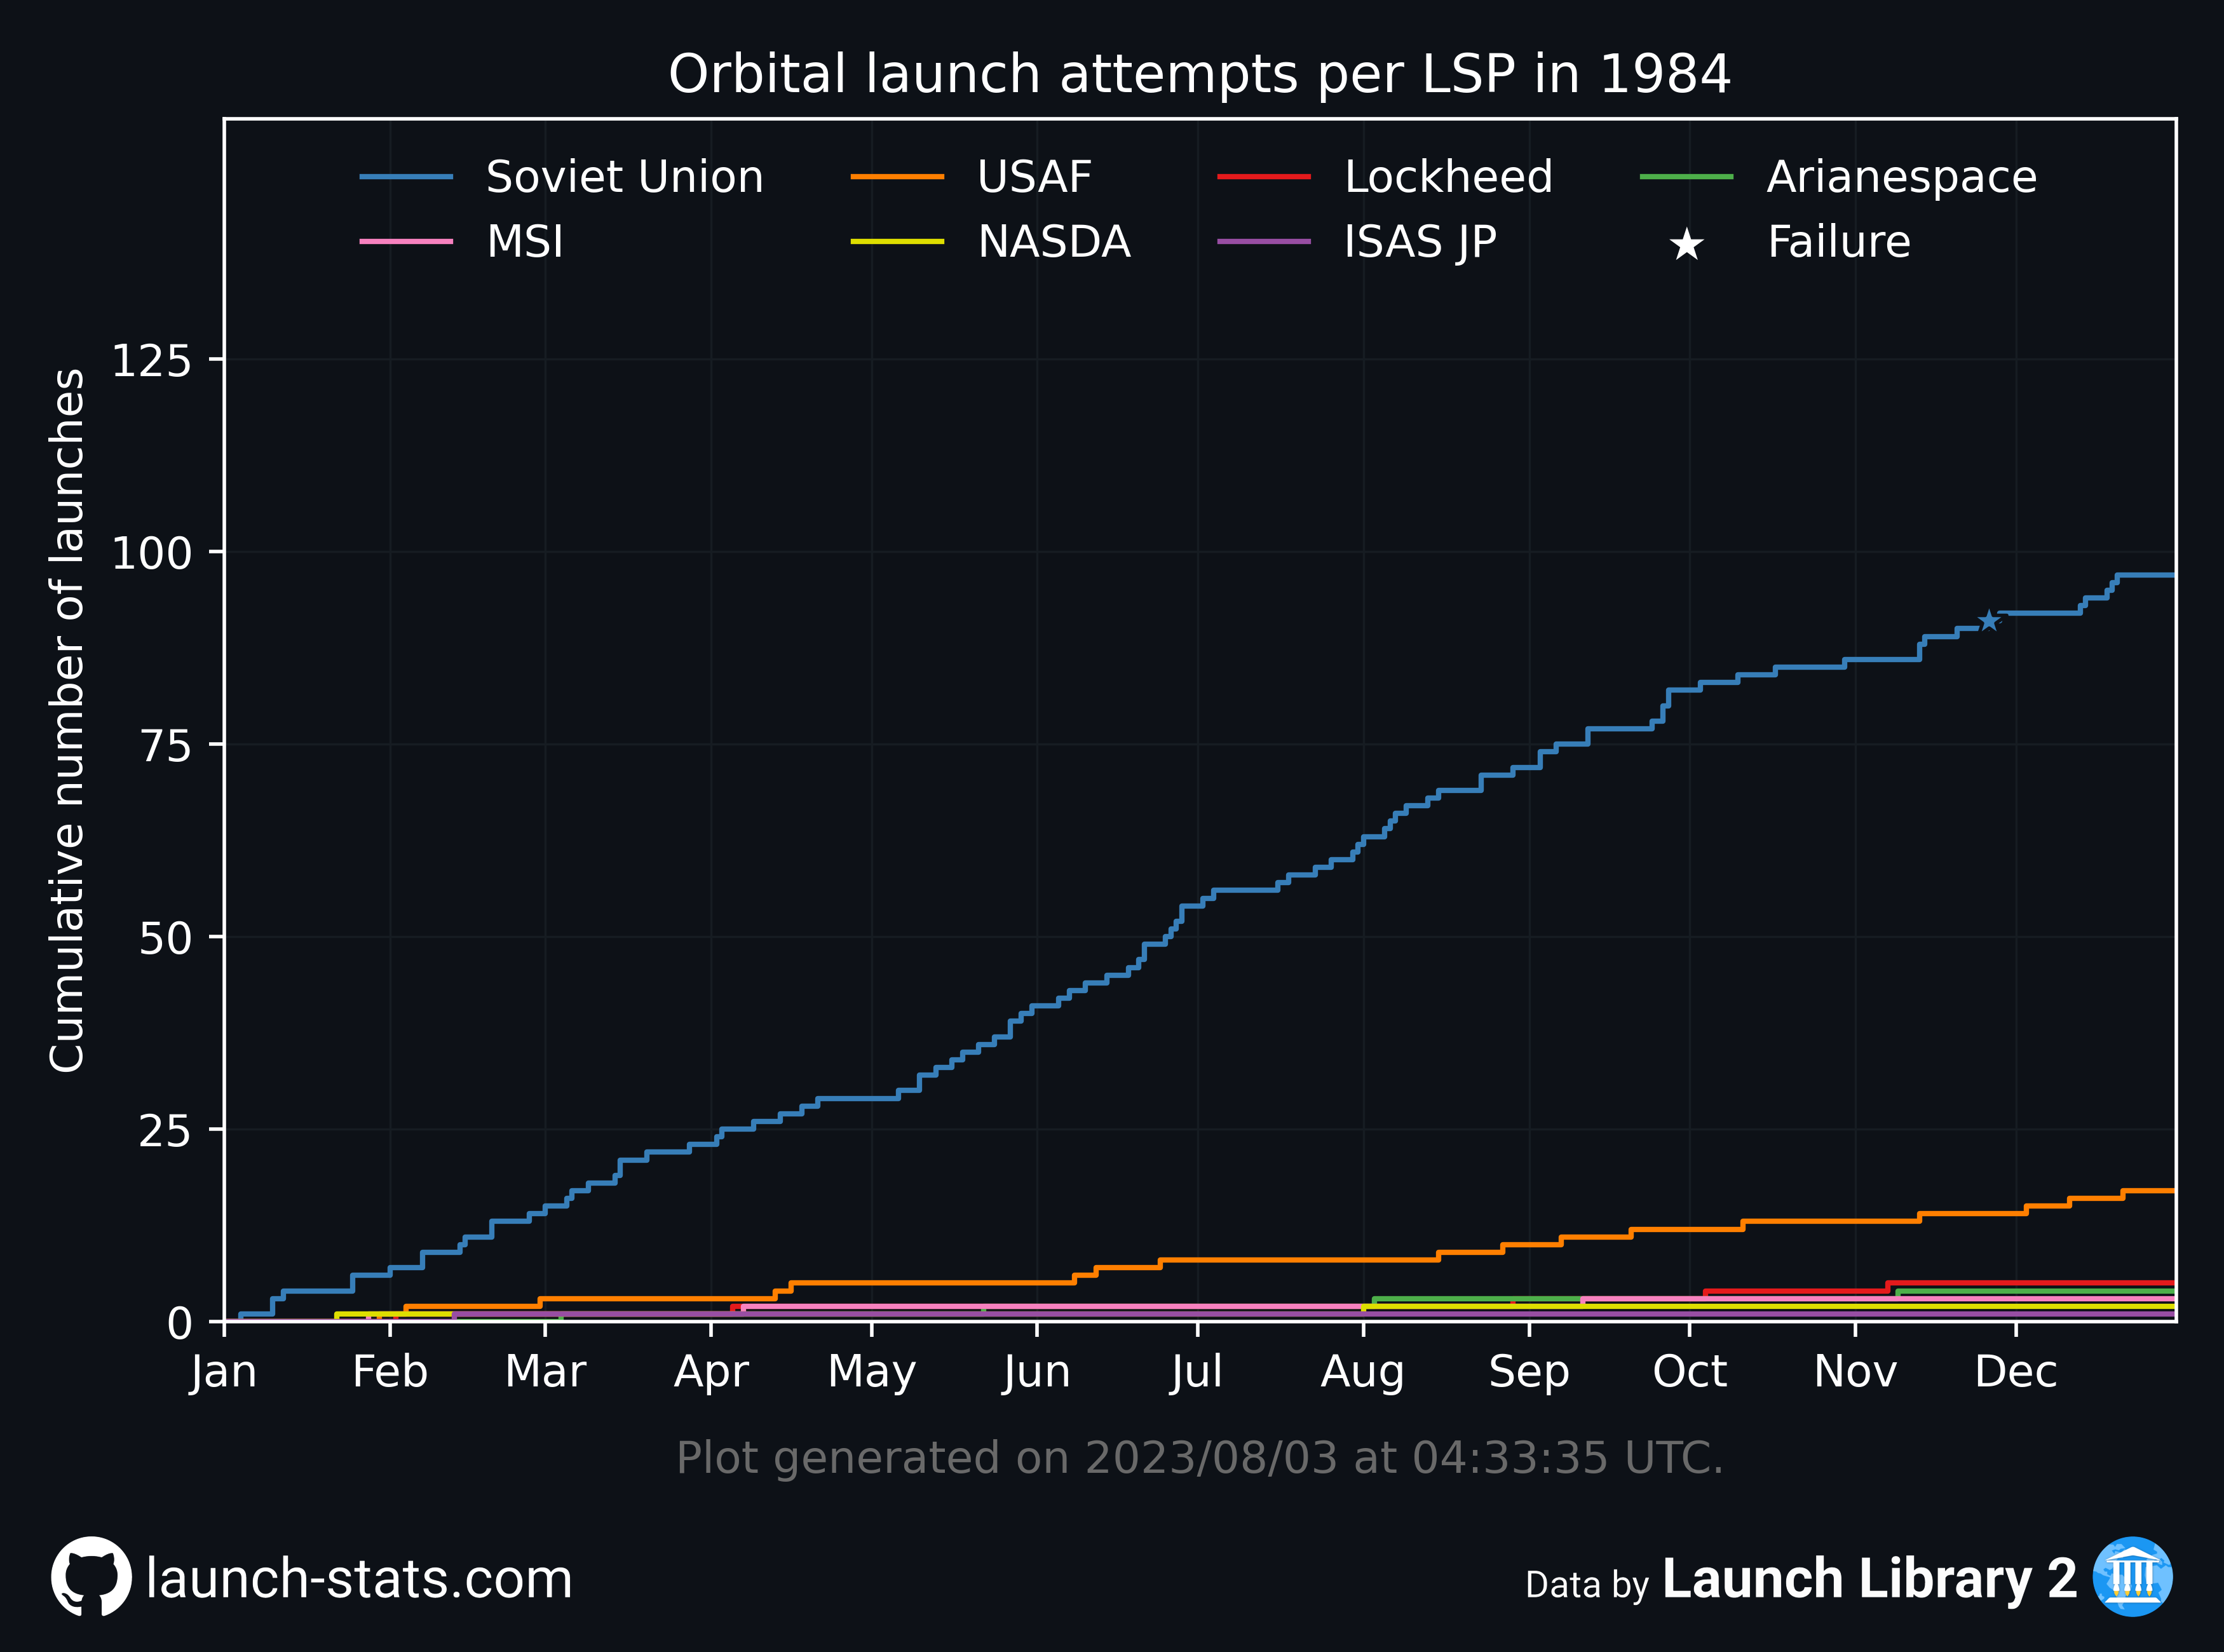 Orbital launch attempts per LSP in 1984
Soviet Union USAF Lockheed Arianespace
MSI NASDA ISAS JP Failure
Cumulative number of launches
125
100
75
50
25
0
Jan Feb Mar Apr May Jun Jul Aug Sep Oct Nov Dec
Plot generated on 2023/08/03 at 04:33:35 UTC.
launch-stats.com
Data by Launch Library 2